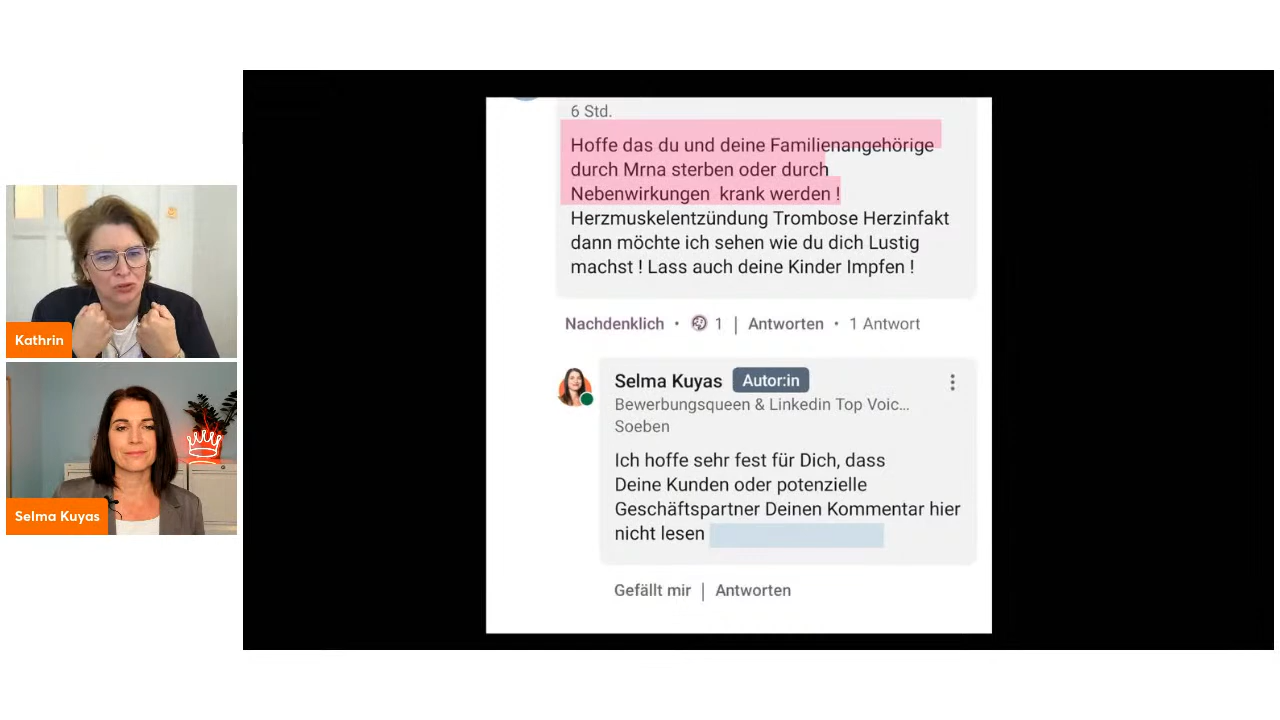 Kathrin
Selma Kuyas
6 Std.
Hoffe das du und deine Familienangehörige
durch Mrna sterben oder durch
Nebenwirkungen krank werden !
Herzmuskelentzündung Trombose Herzinfakt
dann möchte ich sehen wie du dich Lustig
machst ! Lass auch deine Kinder Impfen !
Nachdenklich • 1 | Antworten • 1 Antwort
Selma Kuyas Autor:in
Bewerbungsqueen & Linkedin Top Voic...
Soeben
Ich hoffe sehr fest für Dich, dass
Deine Kunden oder potenzielle
Geschäftspartner Deinen Kommentar hier
nicht lesen
Gefällt mir | Antworten